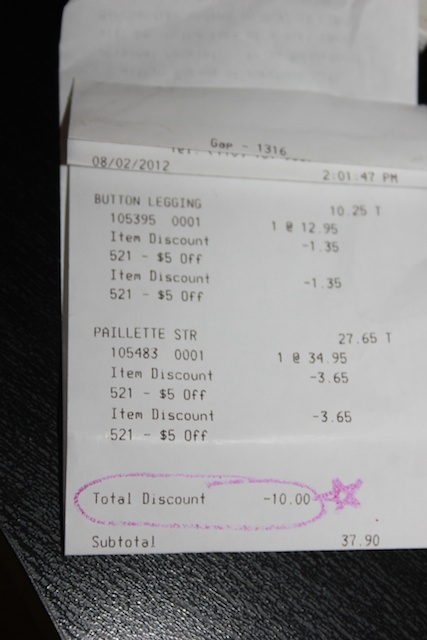 Gap - 1316
08/02/2012 2:01:47 PM
BUTTON LEGGING 10.25 T
105395 0001 1 @ 12.95
Item Discount -1.35
521 - $5 Off
Item Discount -1.35
521 - $5 Off
PAILLETTE STR 27.65 T
105483 0001 1 @ 34.95
Item Discount -3.65
521 - $5 Off
Item Discount -3.65
521 - $5 Off
Total Discount -10.00
Subtotal 37.90